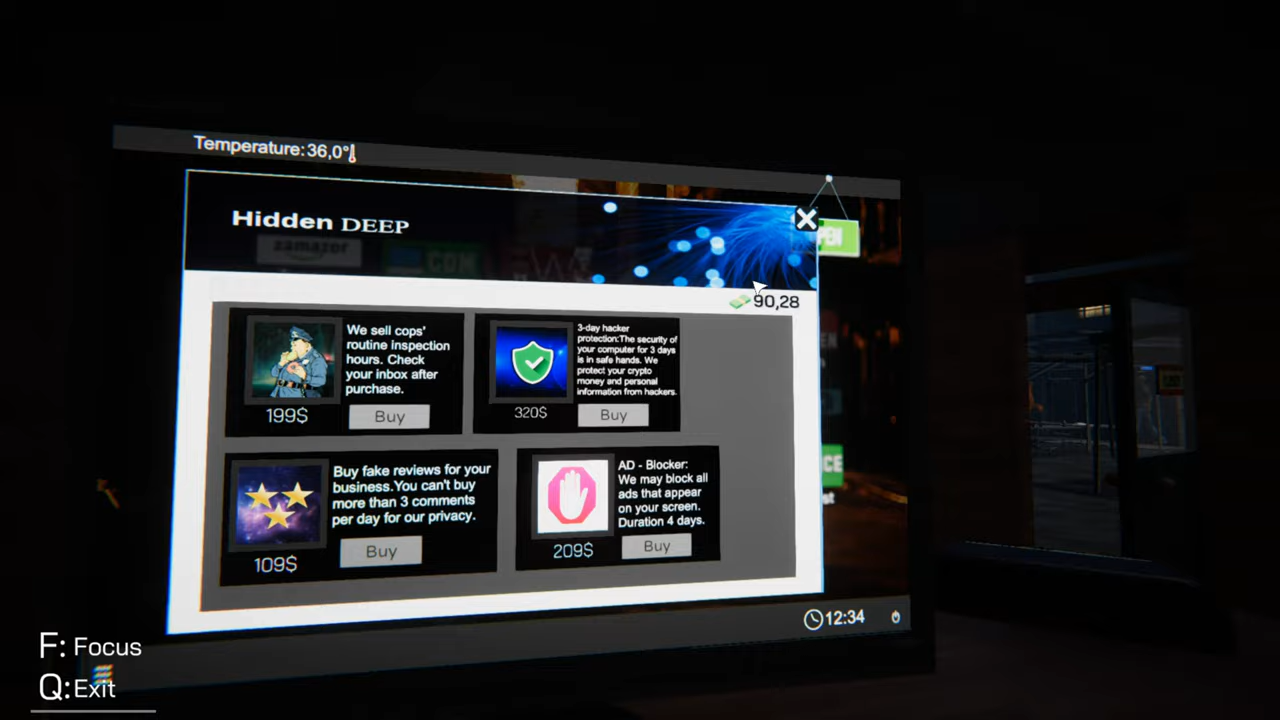 Temperature: 36,0°
Hidden DEEP
90,28
We sell cops'
routine inspection
hours. Check
your inbox after
purchase.
199$
Buy
3-day hacker
protection:The security of
your computer for 3 days
is in safe hands. We
protect your crypto
money and personal
information from hackers.
320$
Buy
Buy fake reviews for your
business.You can't buy
more than 3 comments
per day for our privacy.
109$
Buy
AD - Blocker:
We may block all
ads that appear
on your screen.
Duration 4 days.
209$
Buy
12:34
F: Focus
Q: Exit